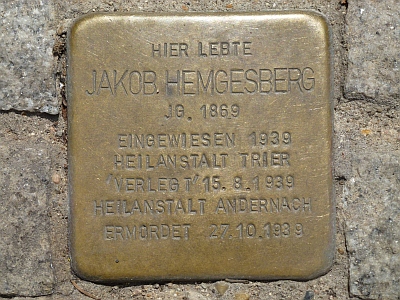 HIER LEBTE
JAKOB HEMGESBERG
JG. 1869
EINGEWIESEN 1939
HEILANSTALT TRIER
'VERLEGT' 15.8.1939
HEILANSTALT ANDERNACH
ERMORDET 27.10.1939